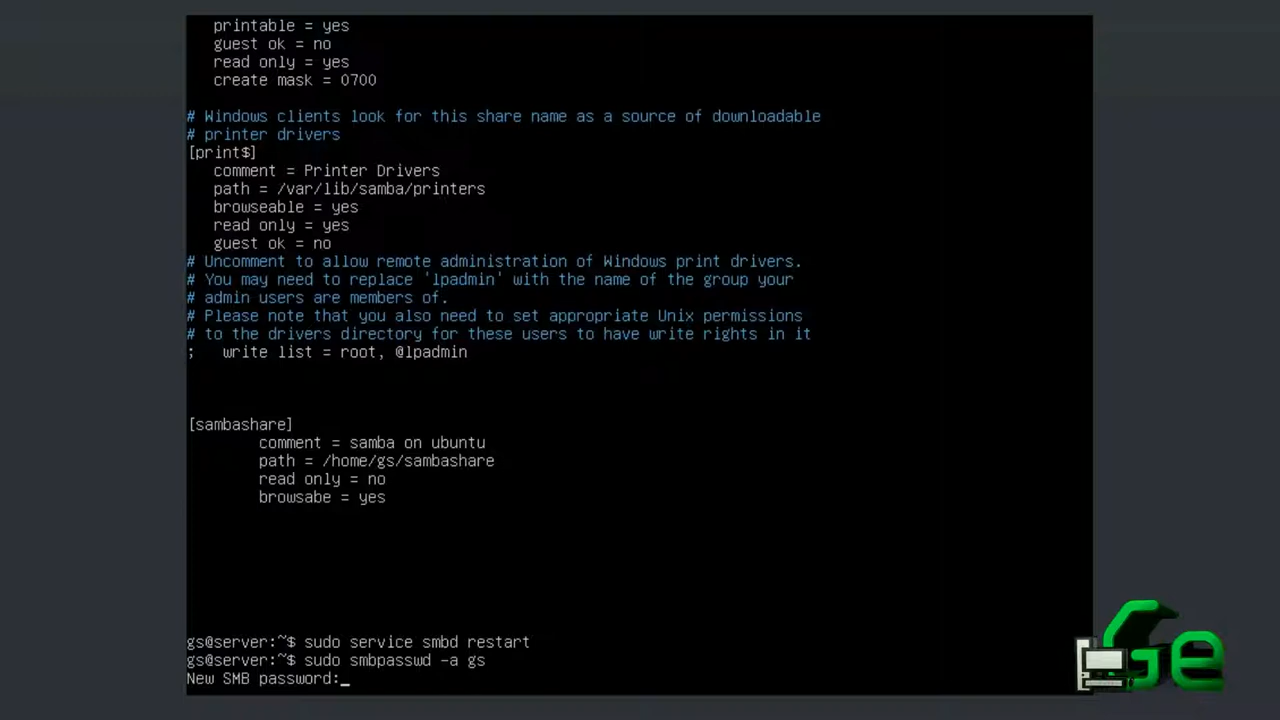 printable = yes
guest ok = no
read only = yes
create mask = 0700
# Windows clients look for this share name as a source of downloadable
# printer drivers
[print$]
comment = Printer Drivers
path = /var/lib/samba/printers
browseable = yes
read only = yes
guest ok = no
# Uncomment to allow remote administration of Windows print drivers.
# You may need to replace 'lpadmin' with the name of the group your
# admin users are members of.
# Please note that you also need to set appropriate Unix permissions
# to the drivers directory for these users to have write rights in it
; write list = root, @lpadmin
[sambashare]
comment = samba on ubuntu
path = /home/gs/sambashare
read only = no
browsabe = yes
gs@server:~$ sudo service smbd restart
gs@server:~$ sudo smbpasswd -a gs
New SMB password:_
Ge